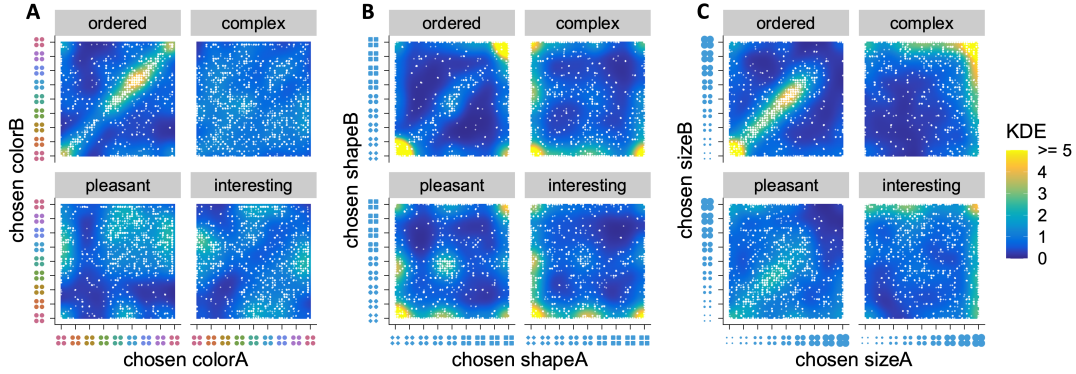 A
ordered
complex
chosen colorB
pleasant
interesting
chosen colorA
B
ordered
complex
chosen shapeB
pleasant
interesting
chosen shapeA
C
ordered
complex
chosen sizeB
pleasant
interesting
chosen sizeA
KDE
>= 5
4
3
2
1
0